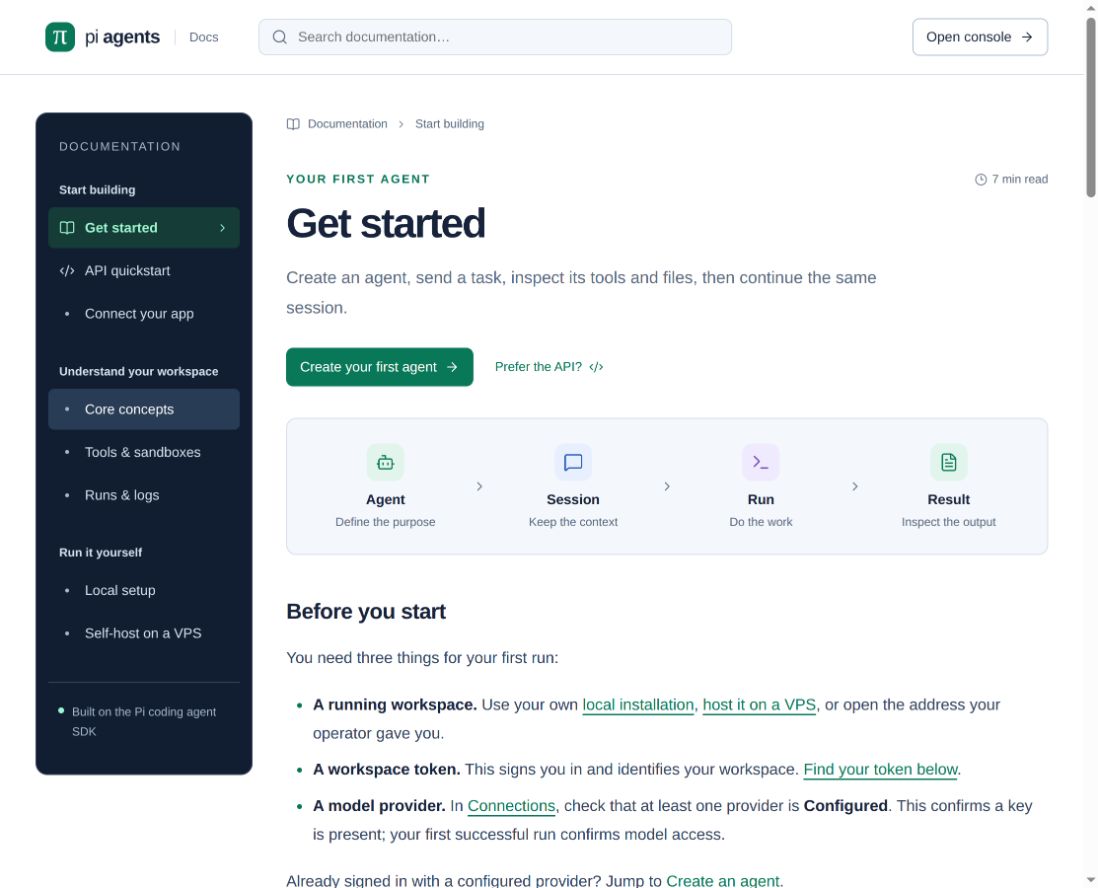 π pi agents Docs
Search documentation…
Open console
DOCUMENTATION
Start building
Get started
API quickstart
Connect your app
Understand your workspace
Core concepts
Tools & sandboxes
Runs & logs
Run it yourself
Local setup
Self-host on a VPS
Built on the Pi coding agent
SDK
Documentation › Start building
YOUR FIRST AGENT
7 min read
Get started
Create an agent, send a task, inspect its tools and files, then continue the same
session.
Create your first agent
Prefer the API?
Agent
Define the purpose
Session
Keep the context
Run
Do the work
Result
Inspect the output
Before you start
You need three things for your first run:
• A running workspace. Use your own local installation, host it on a VPS, or open the address your
operator gave you.
• A workspace token. This signs you in and identifies your workspace. Find your token below.
• A model provider. In Connections, check that at least one provider is Configured. This confirms a key
is present; your first successful run confirms model access.
Already signed in with a configured provider? Jump to Create an agent.